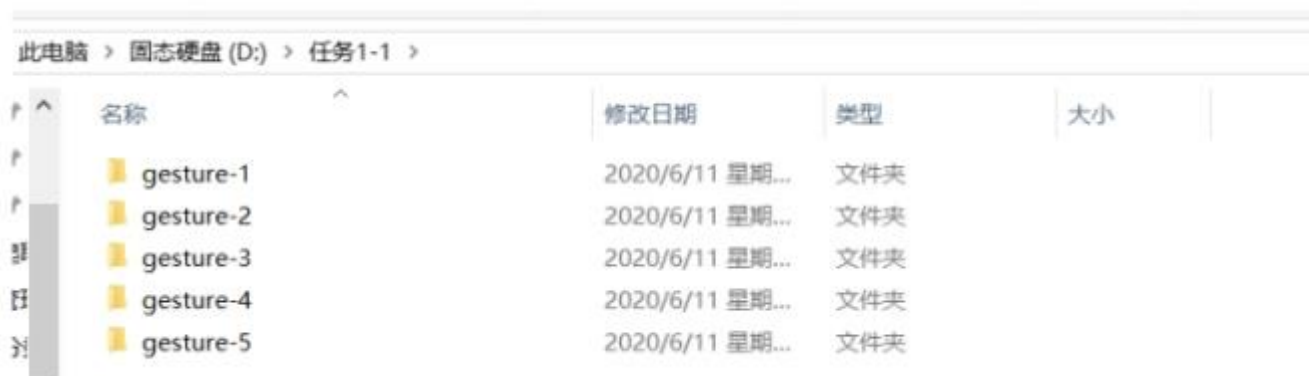 此电脑 > 固态硬盘 (D:) > 任务1-1 >
名称 修改日期 类型 大小
gesture-1 2020/6/11 星期... 文件夹
gesture-2 2020/6/11 星期... 文件夹
gesture-3 2020/6/11 星期... 文件夹
gesture-4 2020/6/11 星期... 文件夹
gesture-5 2020/6/11 星期... 文件夹